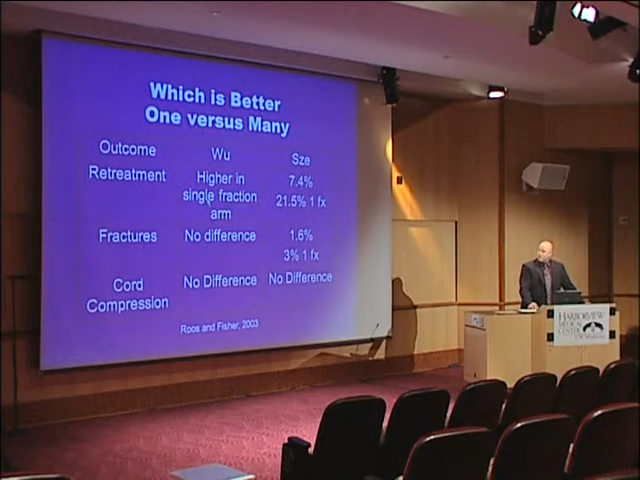 Which is Better
One versus Many
Outcome Wu Sze
Retreatment Higher in single fraction arm 7.4% 21.5% 1 fx
Fractures No difference 1.6% 3% 1 fx
Cord Compression No Difference No Difference
Roos and Fisher, 2003
HARBORVIEW
MEDICAL
CENTER